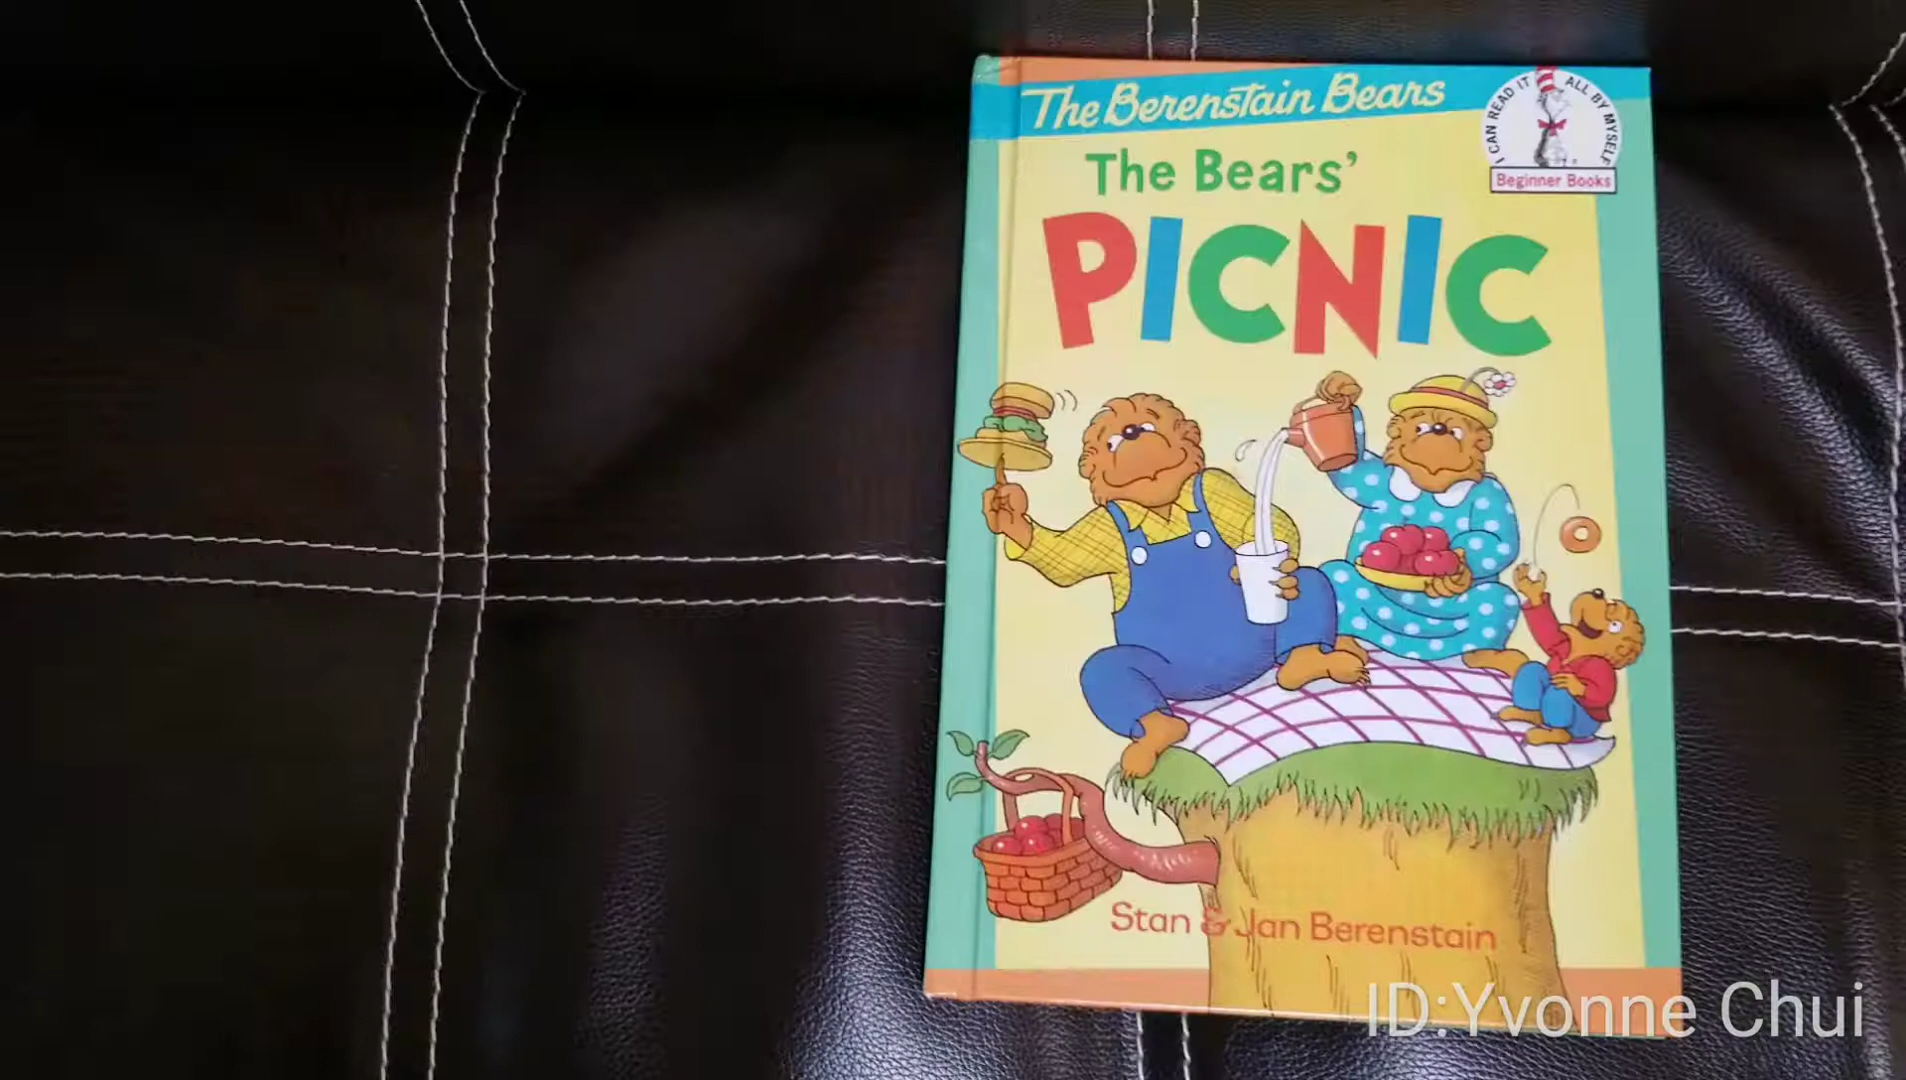 The Berenstain Bears
I CAN READ IT ALL BY MYSELF
Beginner Books
The Bears'
PICNIC
Stan & Jan Berenstain
ID:Yvonne Chui